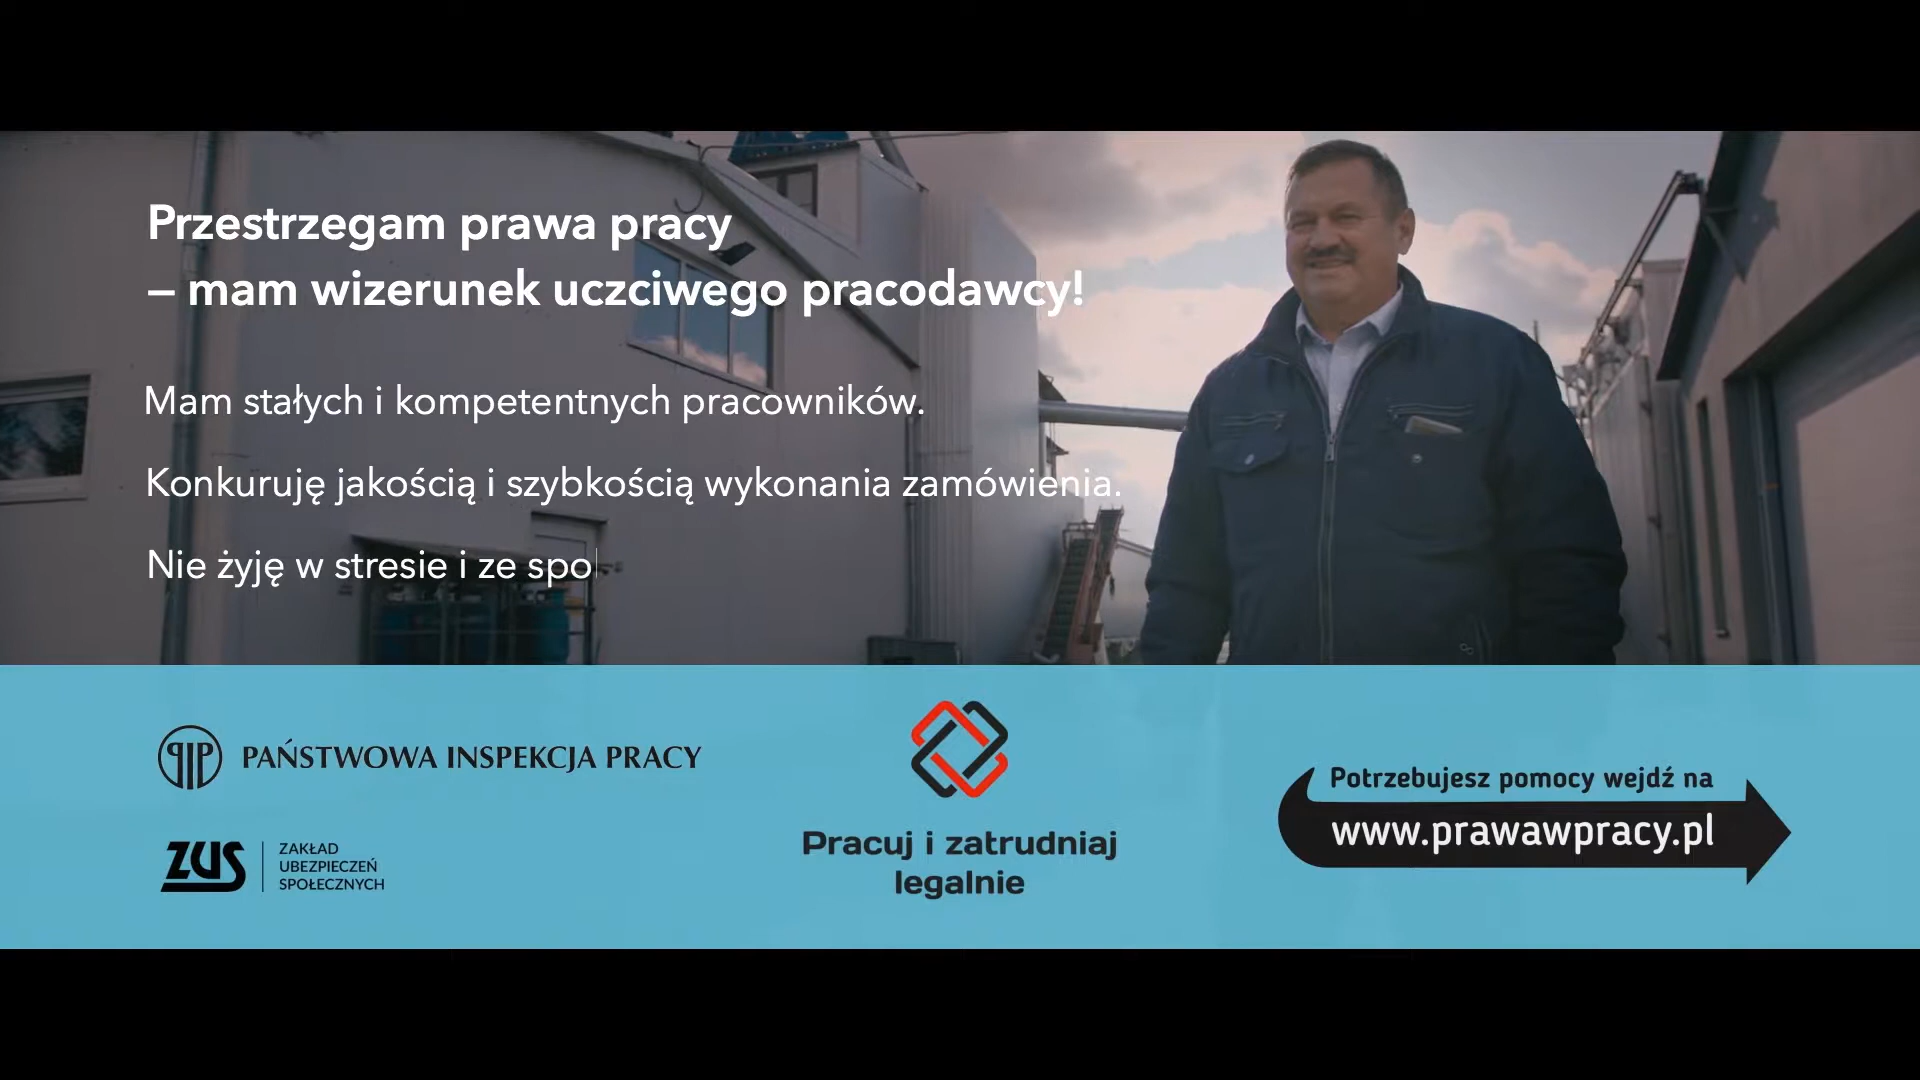 Przestrzegam prawa pracy
– mam wizerunek uczciwego pracodawcy!
Mam stałych i kompetentnych pracowników.
Konkuruję jakością i szybkością wykonania zamówienia.
Nie żyję w stresie i ze spo
PIP PAŃSTWOWA INSPEKCJA PRACY
ZUS
ZAKŁAD
UBEZPIECZEŃ
SPOŁECZNYCH
Pracuj i zatrudniaj
legalnie
Potrzebujesz pomocy wejdź na
www.prawawpracy.pl